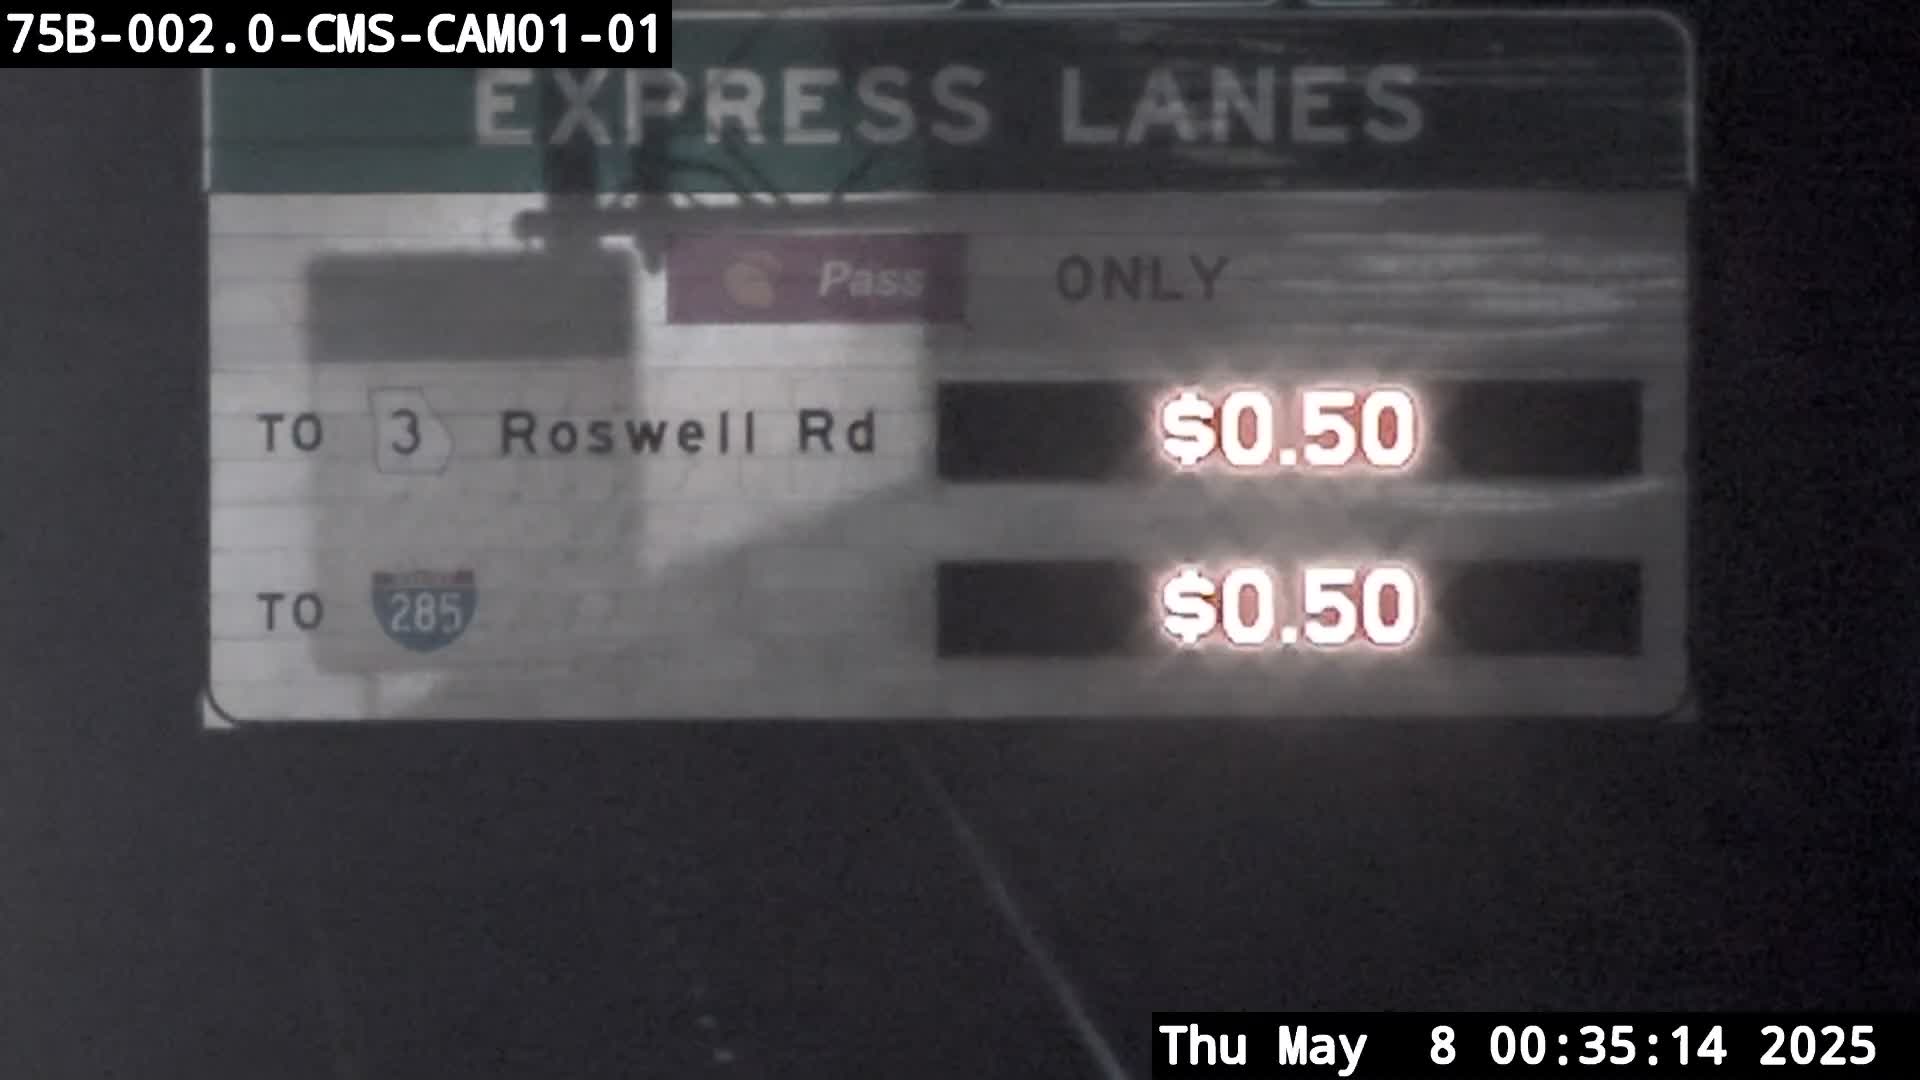 75B-002.0-CMS-CAM01-01
EXPRESS LANES
Pass ONLY
TO 3 Roswell Rd $0.50
TO 285 $0.50
Thu May 8 00:35:14 2025